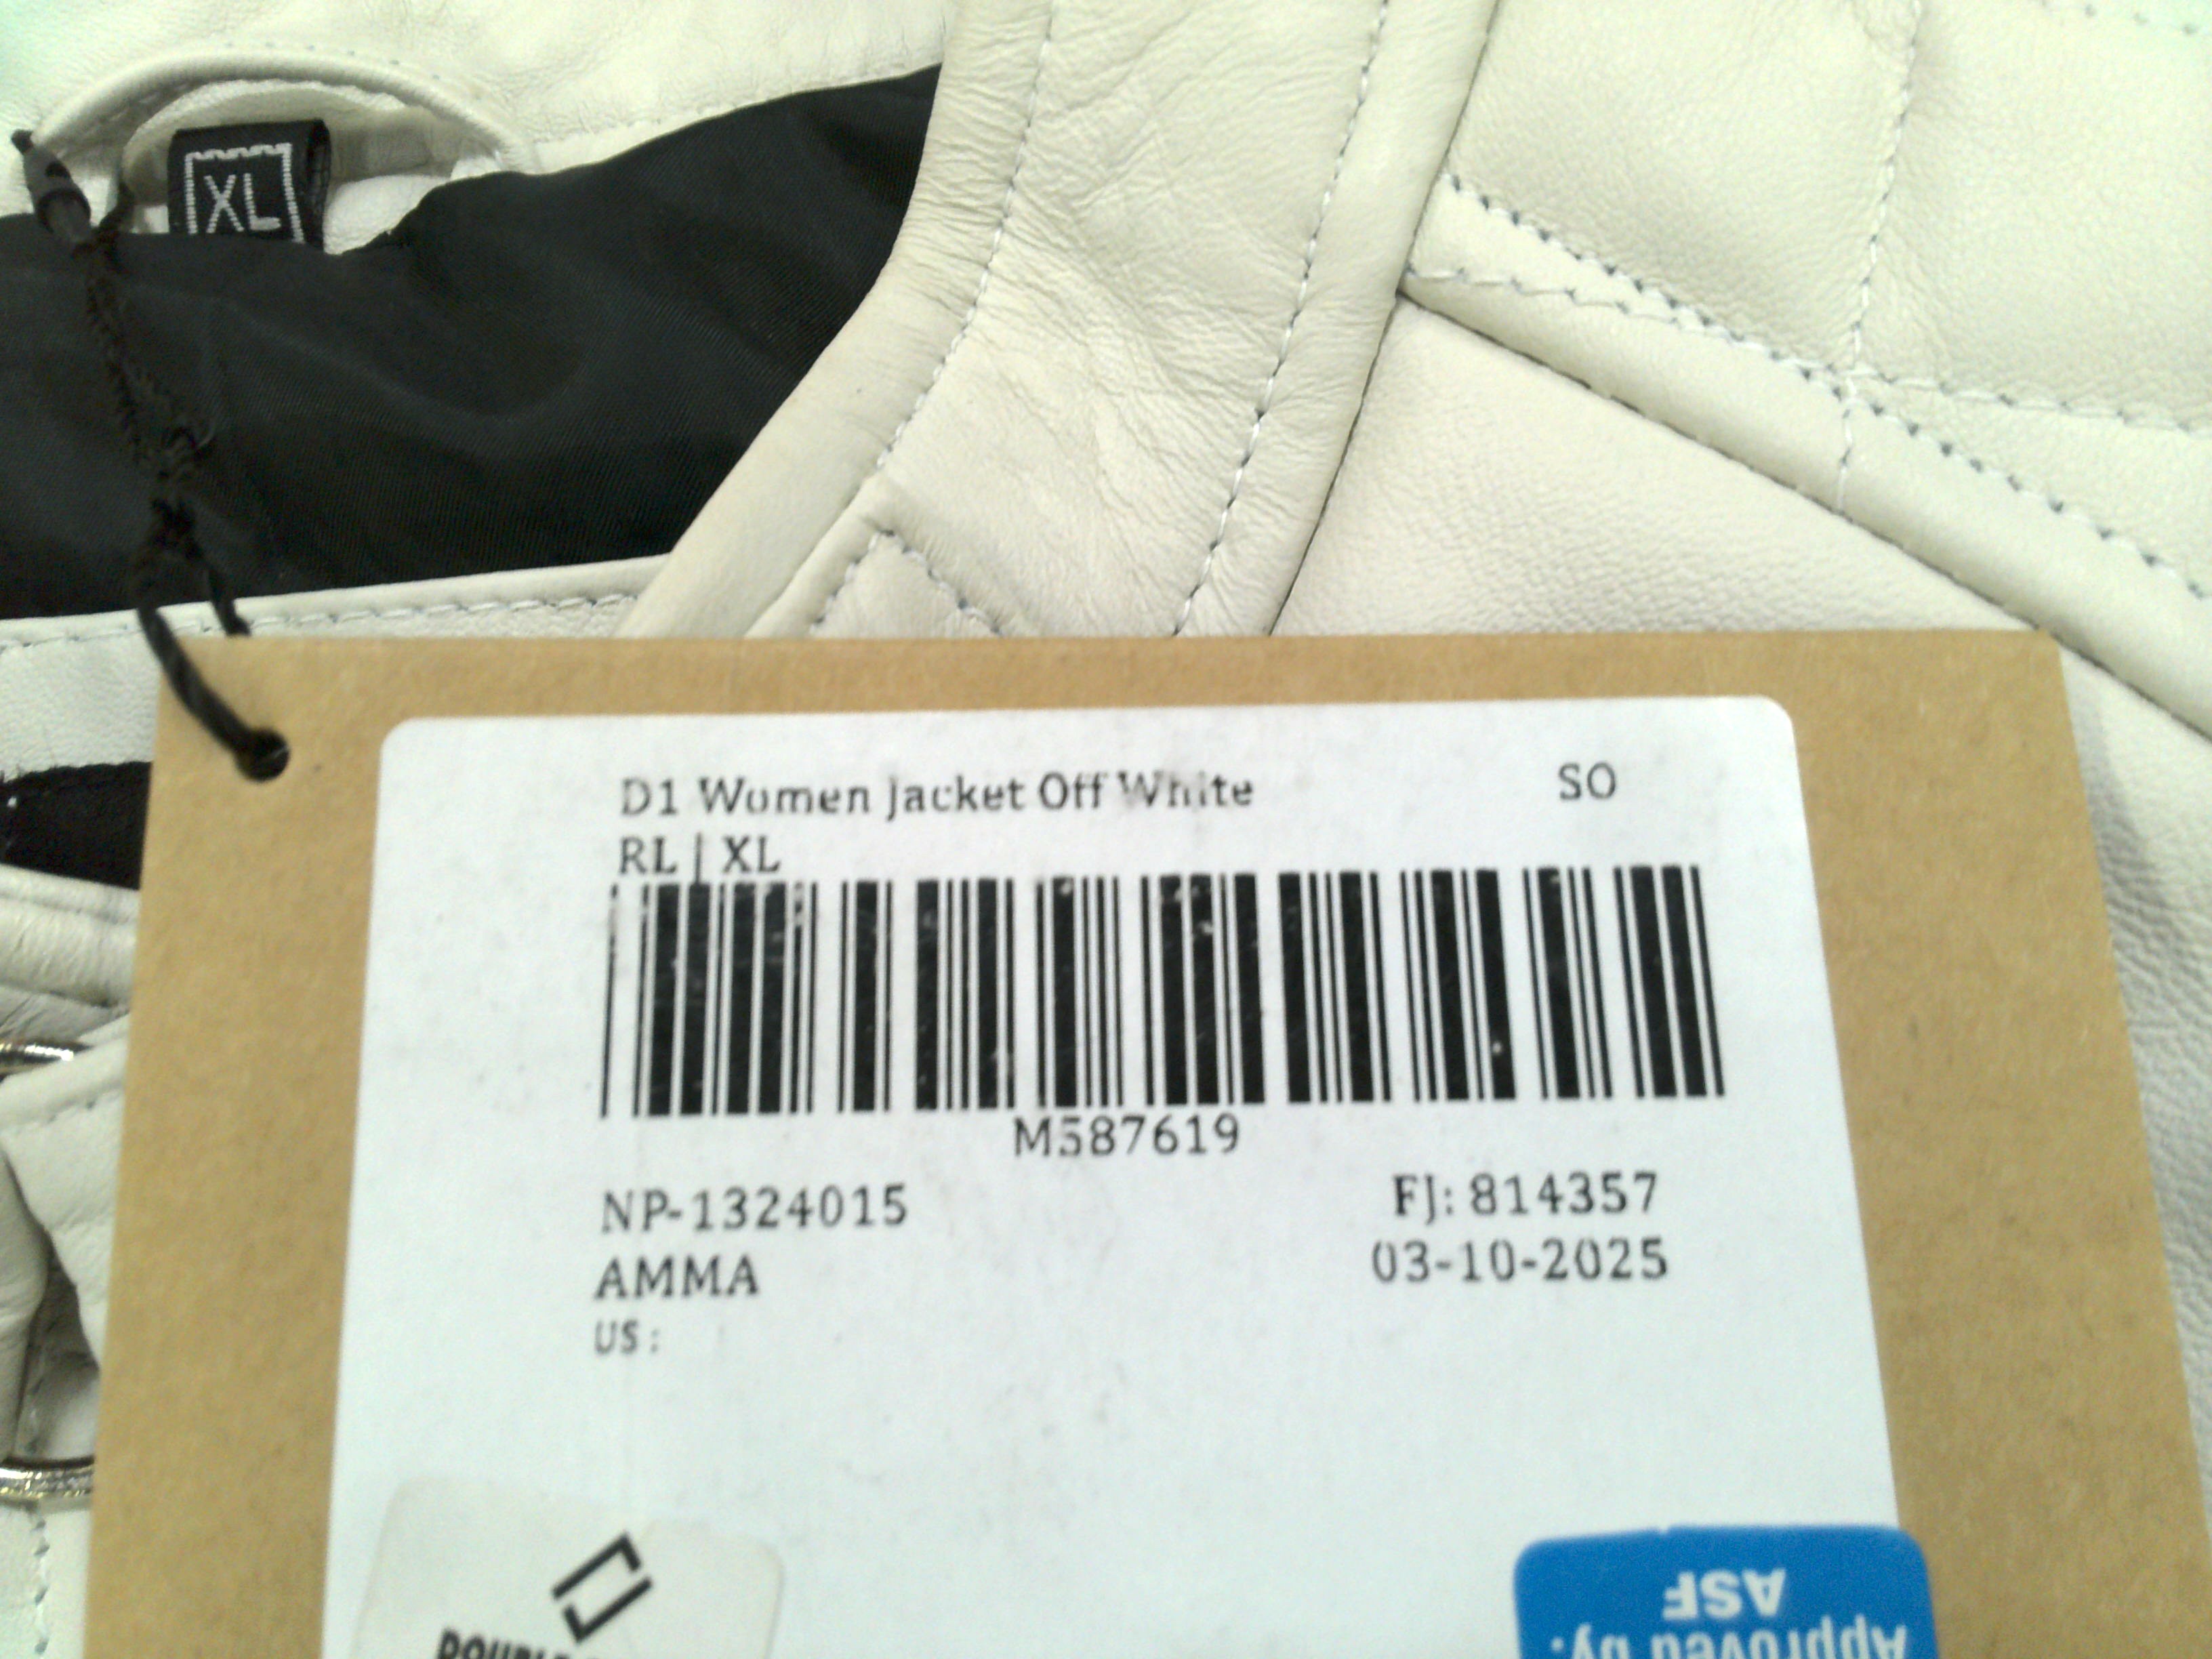 XL
D1 Women Jacket Off White SO
RL | XL
M587619
NP-1324015 FJ: 814357
AMMA 03-10-2025
US :
Approved by:
ASF